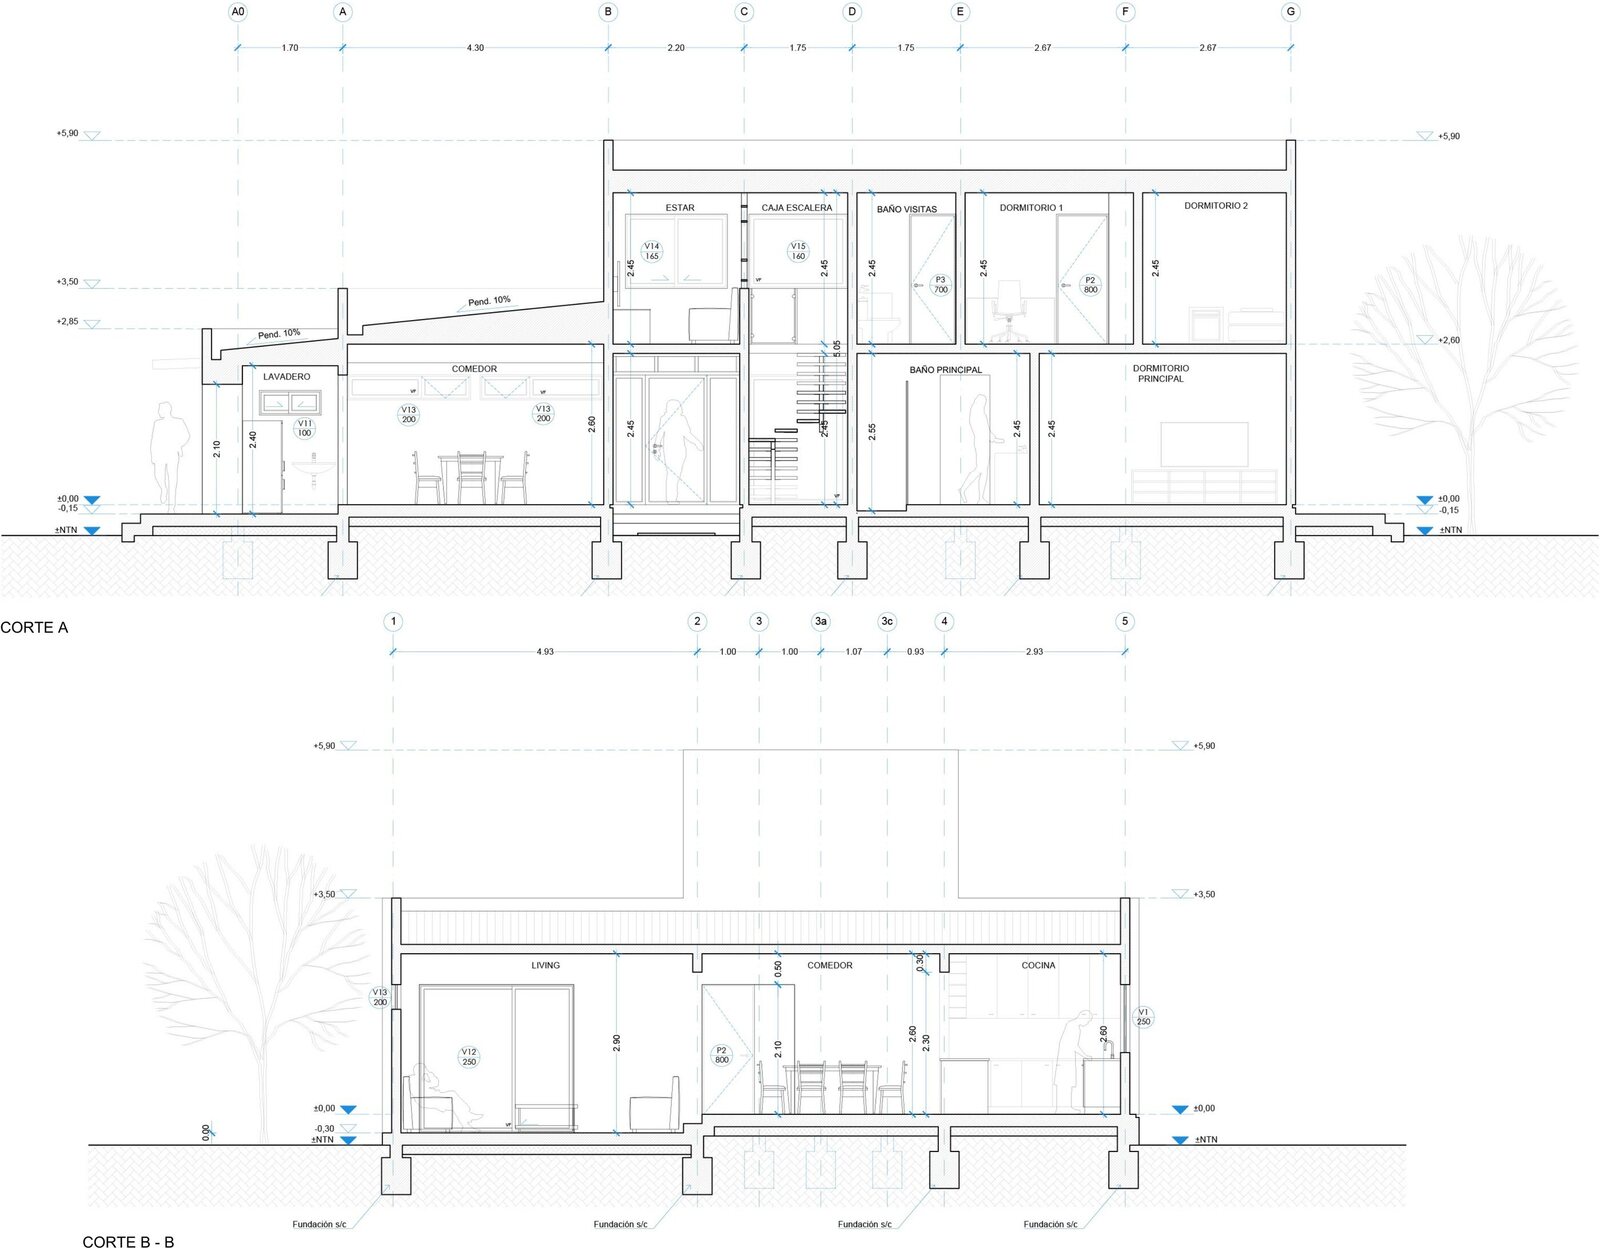 A0 A B C D E F G
1.70 4.30 2.20 1.75 1.75 2.67 2.67
+5,90 +5,90
ESTAR CAJA ESCALERA BAÑO VISITAS DORMITORIO 1 DORMITORIO 2
V14
165
V15
160
P3
700
P2
800
2.45 2.45 2.45 2.45 2.45
VF
+3,50
+2,85
Pend. 10%
Pend. 10%
5.05
+2,60
LAVADERO COMEDOR BAÑO PRINCIPAL DORMITORIO
PRINCIPAL
VF VF
V11
100
V13
200
V13
200
2.10 2.40 2.60 2.45 2.45 2.55 2.45 2.45
VF
±0,00 ±0,00
-0,15 -0,15
±NTN ±NTN
CORTE A
1 2 3 3a 3c 4 5
4.93 1.00 1.00 1.07 0.93 2.93
+5,90 +5,90
+3,50 +3,50
LIVING COMEDOR COCINA
0.50 0.30
V13
200
V1
250
V12
250
P2
800
2.90 2.10 2.60 2.30 2.60
VF
±0,00 ±0,00
0.00
-0,30
±NTN ±NTN
Fundación s/c Fundación s/c Fundación s/c Fundación s/c
CORTE B - B